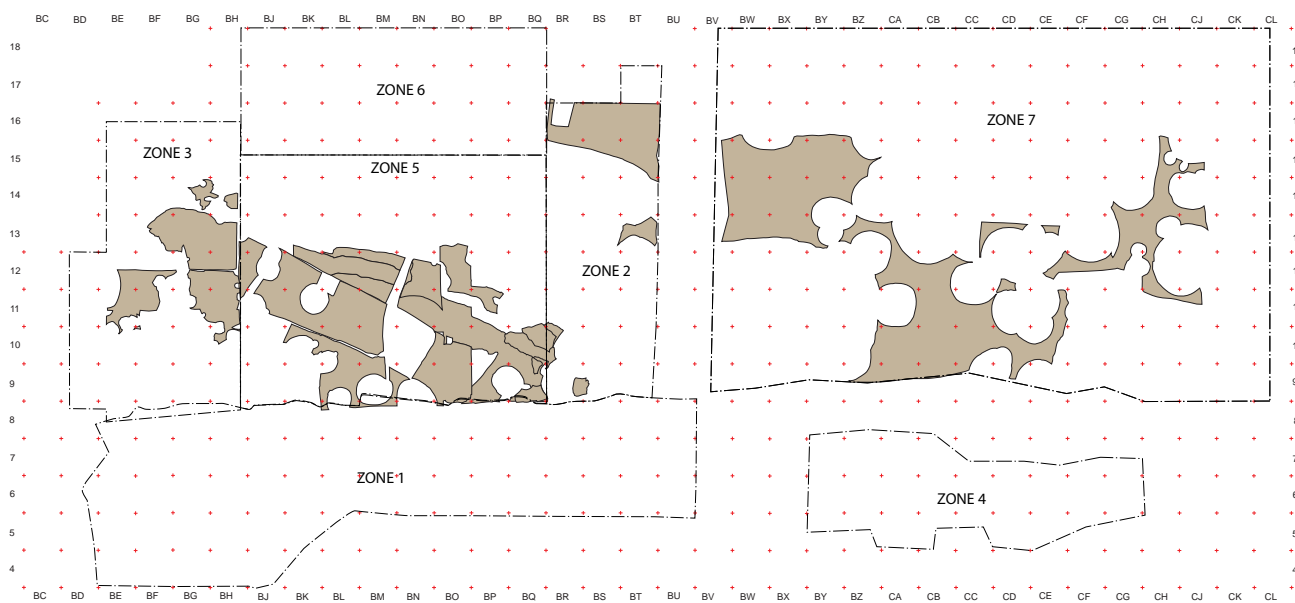 BC BD BE BF BG BH BJ BK BL BM BN BO BP BQ BR BS BT BU BV BW BX BY BZ CA CB CC CD CE CF CG CH CJ CK CL
18
17
ZONE 6
16 ZONE 7
ZONE 3
15 ZONE 5
14
13
ZONE 2
12
11
10
9
8 8
7 7
ZONE 1
6 ZONE 4 6
5 5
4 4
BC BD BE BF BG BH BJ BK BL BM BN BO BP BQ BR BS BT BU BV BW BX BY BZ CA CB CC CD CE CF CG CH CJ CK CL